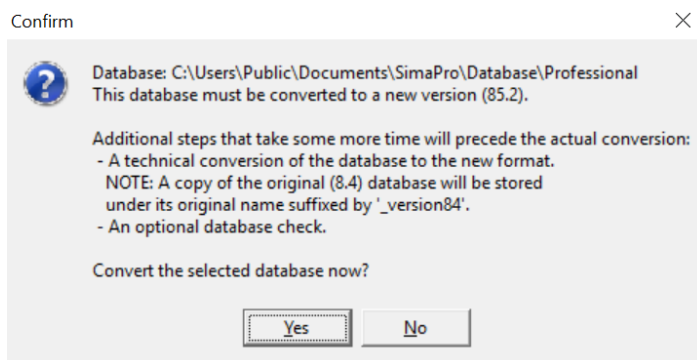 Confirm
Database: C:\Users\Public\Documents\SimaPro\Database\Professional
This database must be converted to a new version (85.2).
Additional steps that take some more time will precede the actual conversion:
- A technical conversion of the database to the new format.
NOTE: A copy of the original (8.4) database will be stored
under its original name suffixed by '_version84'.
- An optional database check.
Convert the selected database now?
Yes No